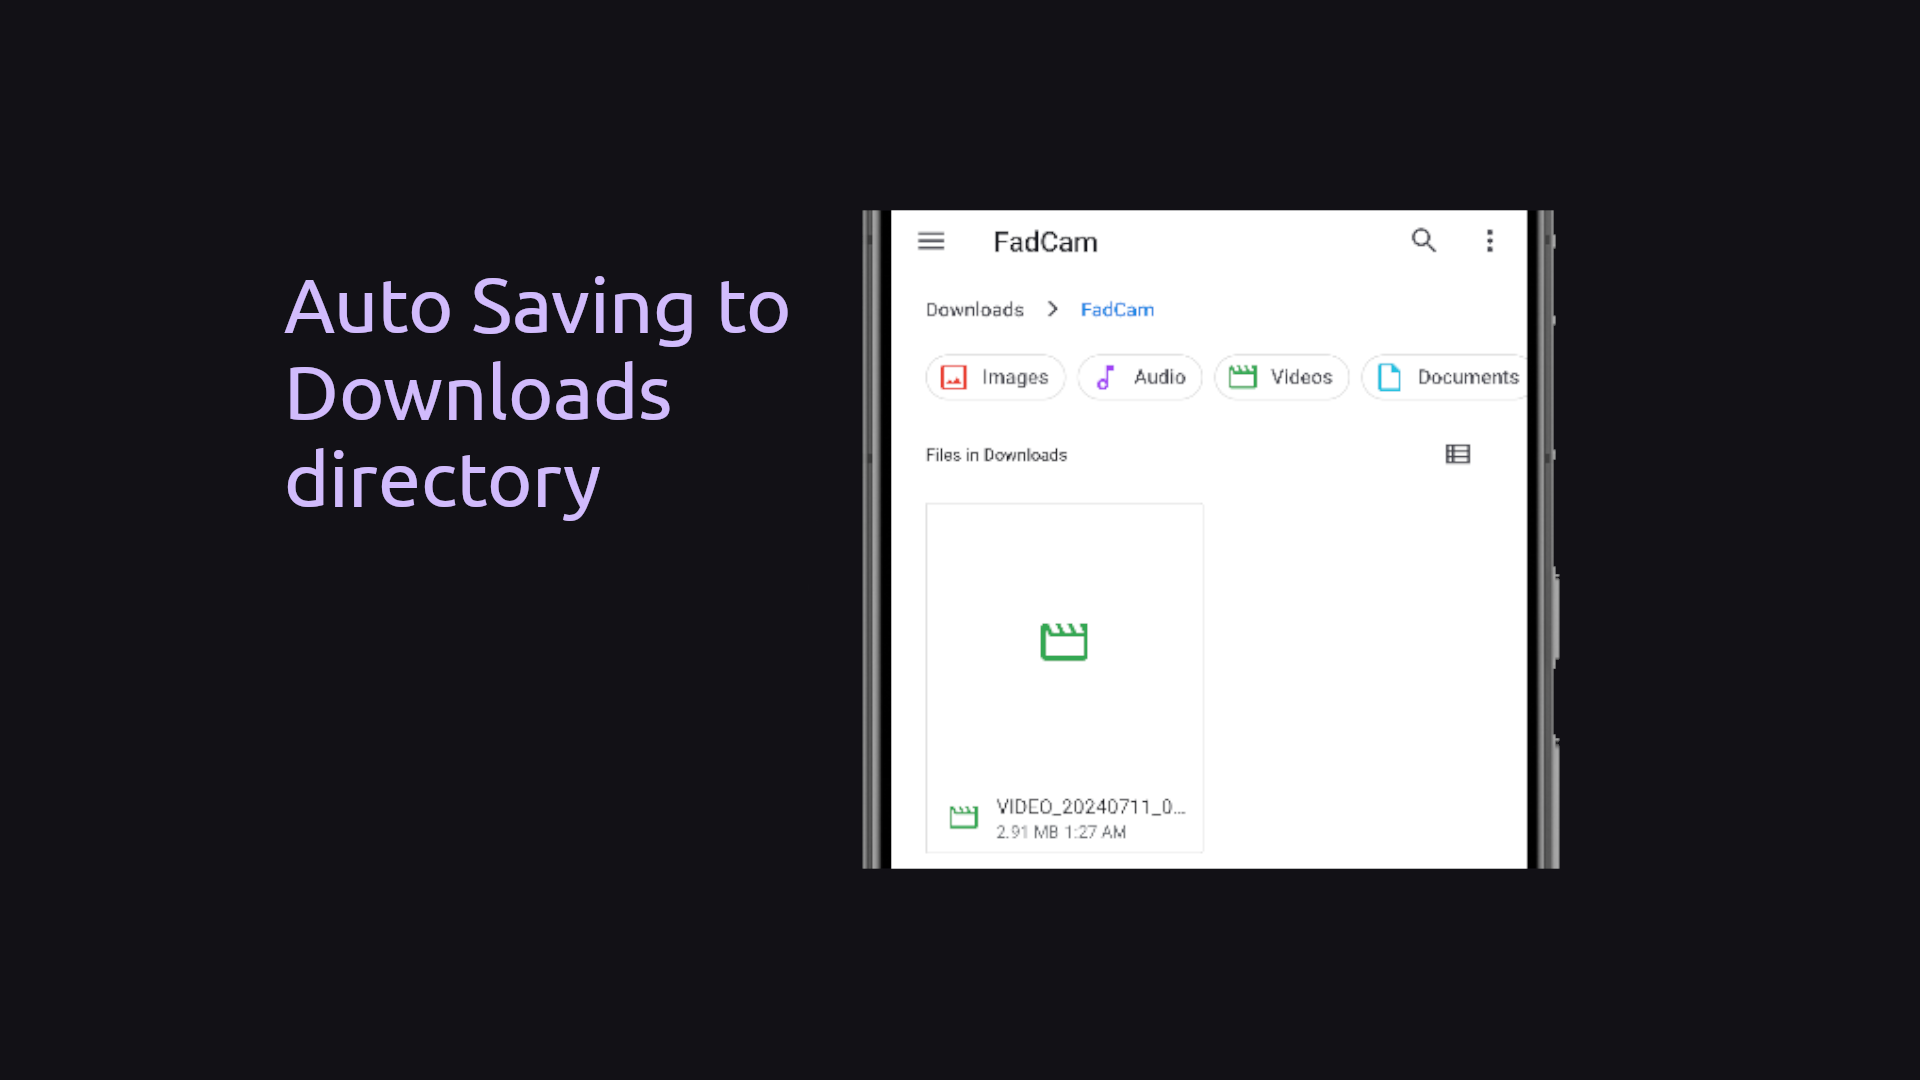 Auto Saving to
Downloads
directory
FadCam
Downloads > FadCam
Images Audio Videos Documents
Files in Downloads
VIDEO_20240711_0...
2.91 MB 1:27 AM